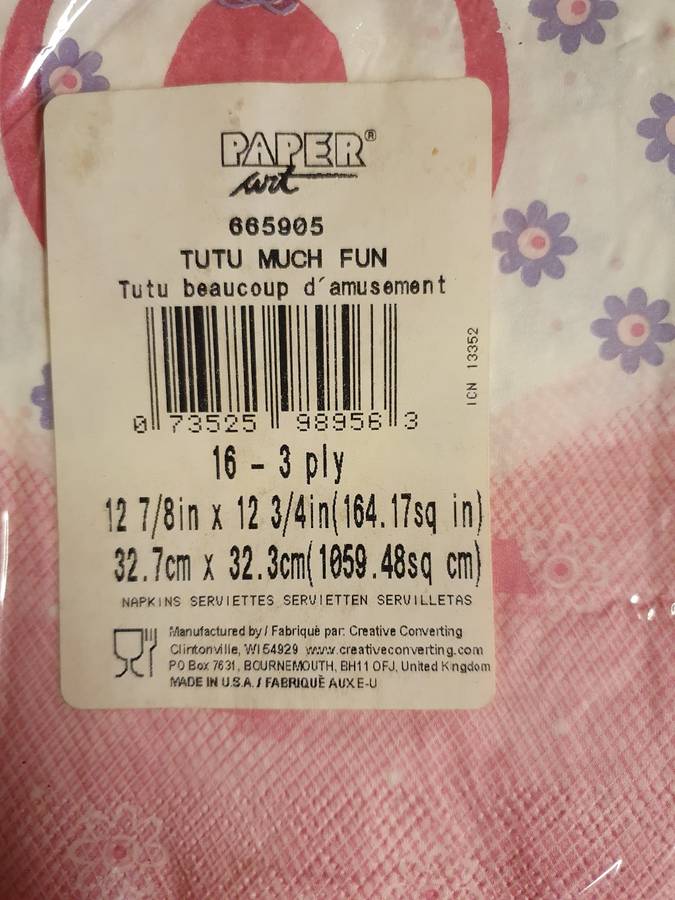 PAPER®
art
665905
TUTU MUCH FUN
Tutu beaucoup d´amusement
ICN 13352
0 73525 98956 3
16 - 3 ply
12 7/8in x 12 3/4in(164.17sq in)
32.7cm x 32.3cm(1059.48sq cm)
NAPKINS SERVIETTES SERVIETTEN SERVILLETAS
Manufactured by / Fabriquè par: Creative Converting
Clintonville, WI 54929 www.creativeconverting.com
PO Box 7631, BOURNEMOUTH, BH11 OFJ, United Kingdom
MADE IN U.S.A. / FABRIQUÈ AUX E-U